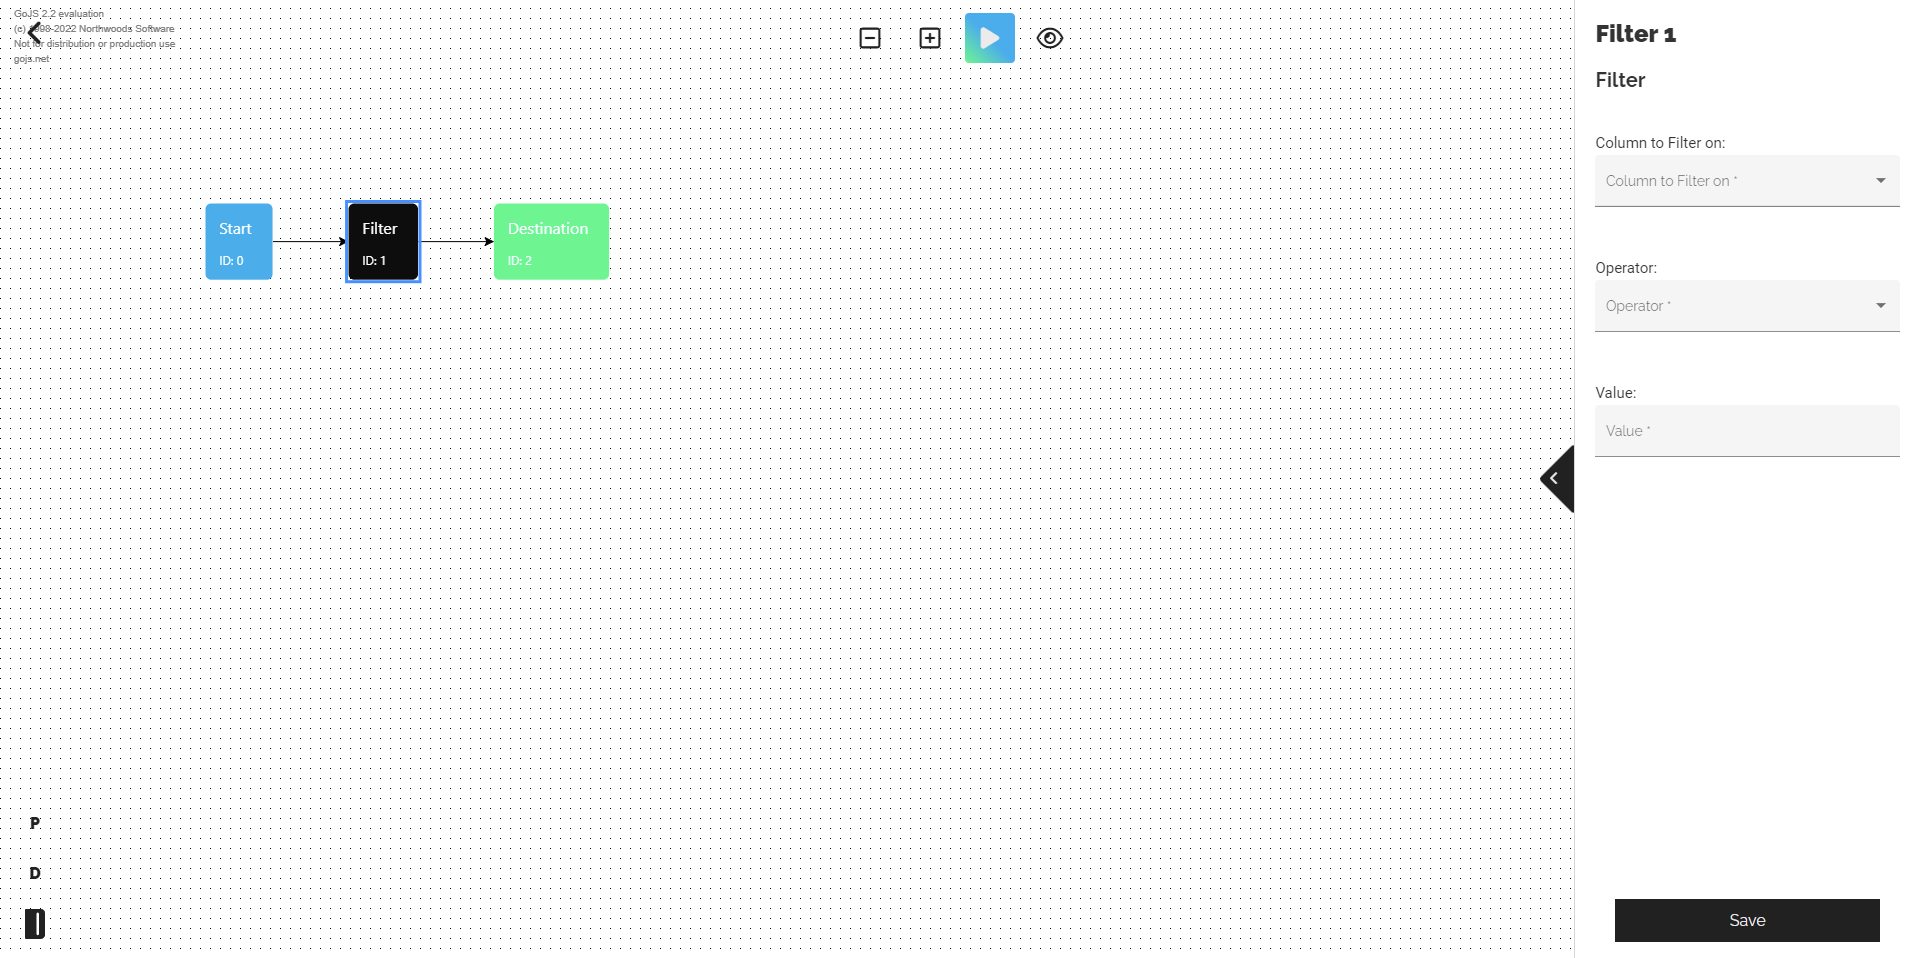 GoJS 2.2 evaluation
(c) 1998-2022 Northwoods Software
Not for distribution or production use
gojs.net
Start
ID: 0
Filter
ID: 1
Destination
ID: 2
P
D
Filter 1
Filter
Column to Filter on:
Column to Filter on *
Operator:
Operator *
Value:
Value *
Save